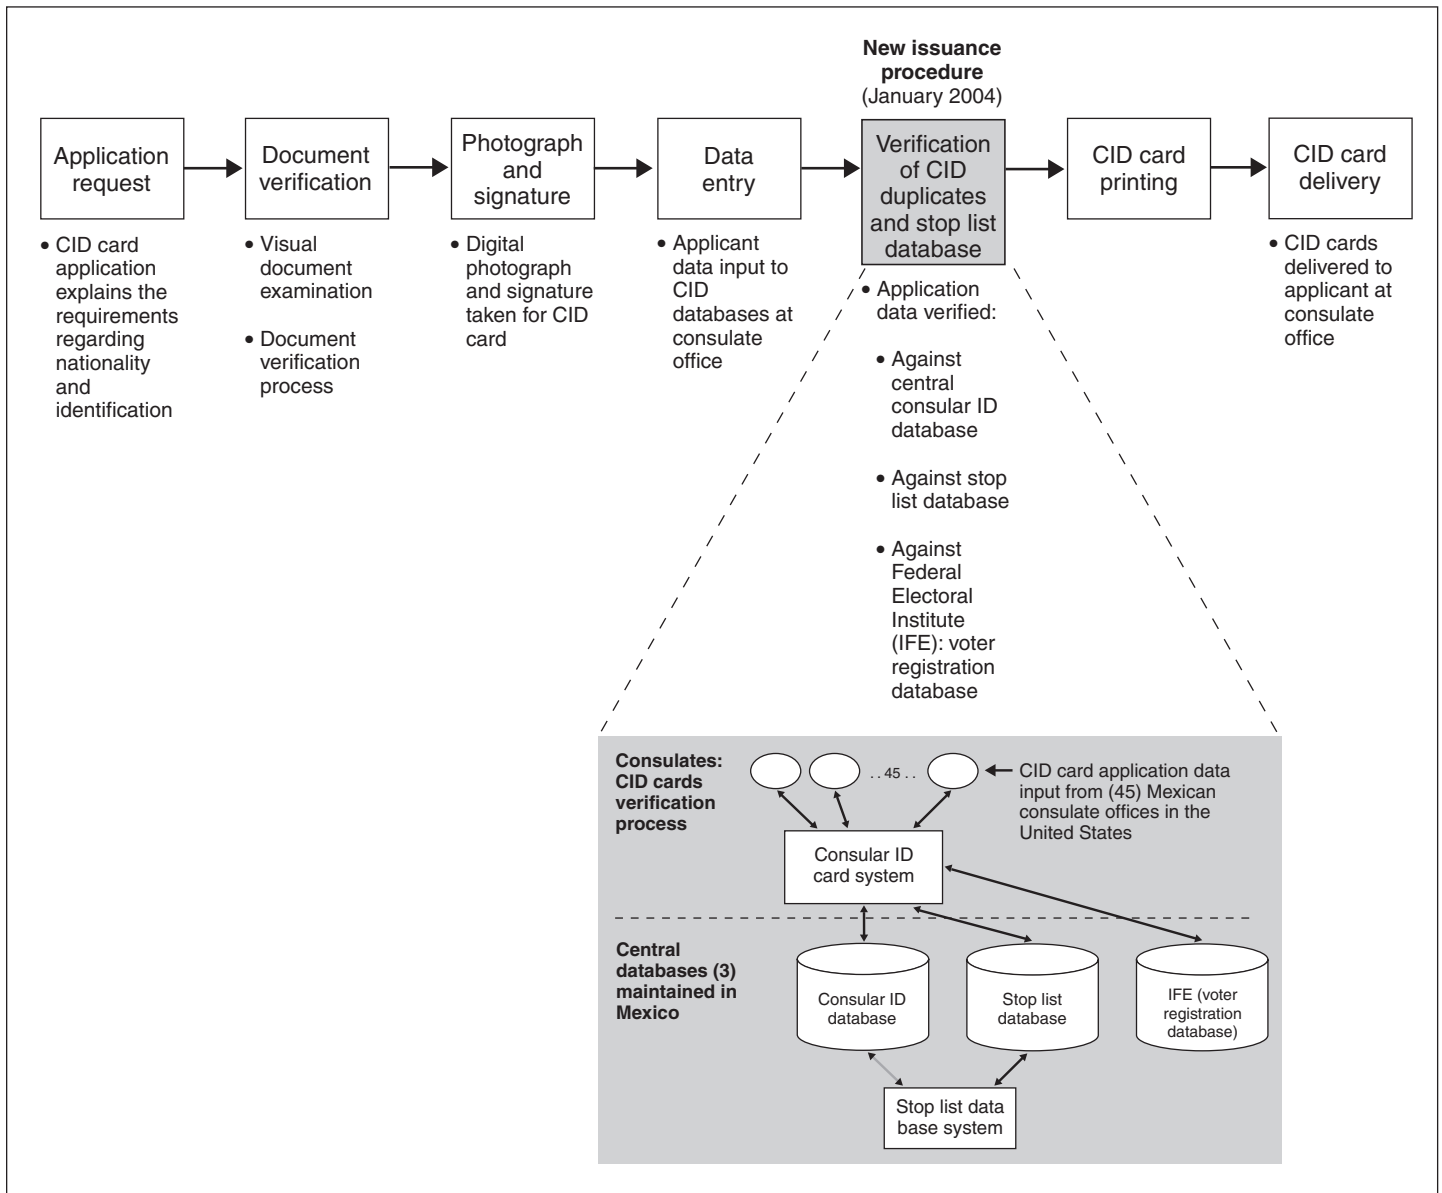 New issuance
procedure
(January 2004)
Application
request
Document
verification
Photograph
and
signature
Data
entry
Verification
of CID
duplicates
and stop list
database
CID card
printing
CID card
delivery
• CID card
application
explains the
requirements
regarding
nationality
and
identification
• Visual
document
examination
• Document
verification
process
• Digital
photograph
and signature
taken for CID
card
• Applicant
data input to
CID
databases at
consulate
office
• Application
data verified:
• Against
central
consular ID
database
• Against stop
list database
• Against
Federal
Electoral
Institute
(IFE): voter
registration
database
• CID cards
delivered to
applicant at
consulate
office
Consulates:
CID cards
verification
process
. . 45 . .
CID card application data
input from (45) Mexican
consulate offices in the
United States
Consular ID
card system
Central
databases (3)
maintained in
Mexico
Consular ID
database
Stop list
database
IFE (voter
registration
database)
Stop list data
base system